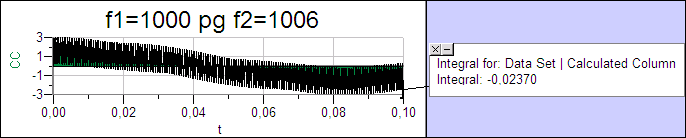 f1=1000 pg f2=1006
3
1
-1
-3
CC
0,00
0,02
0,04
0,06
0,08
0,10
t
Integral for: Data Set | Calculated Column
Integral: -0.02370